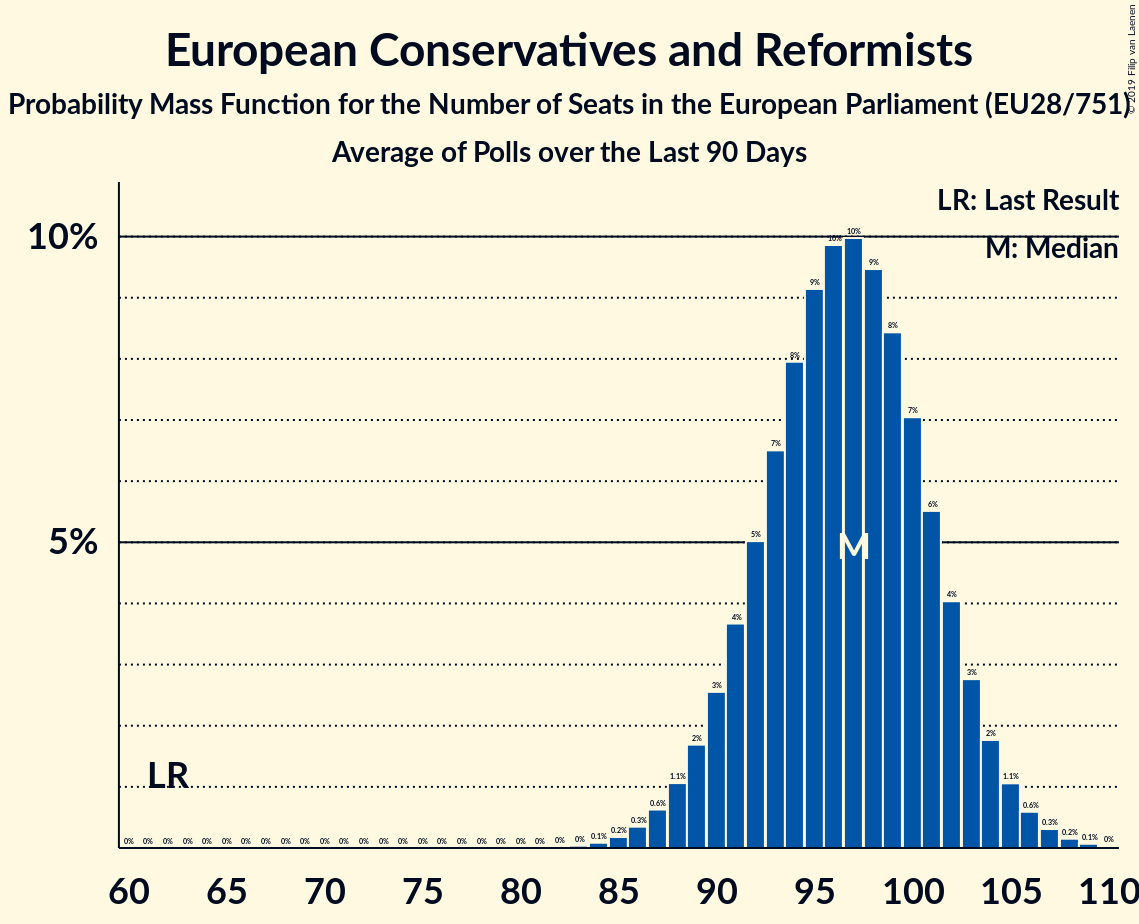 European Conservatives and Reformists
Probability Mass Function for the Number of Seats in the European Parliament (EU28/751)
Average of Polls over the Last 90 Days
© 2019 Filip van Laenen
LR: Last Result
M: Median
10%
5%
LR
M
0% 0% 0% 0% 0% 0% 0% 0% 0% 0% 0% 0% 0% 0% 0% 0% 0% 0% 0% 0% 0% 0% 0% 0% 0.1% 0.2% 0.3% 0.6% 1.1% 2% 3% 4% 5% 7% 8% 9% 10% 10% 9% 8% 7% 6% 4% 3% 2% 1.1% 0.6% 0.3% 0.2% 0.1% 0%
60 65 70 75 80 85 90 95 100 105 110